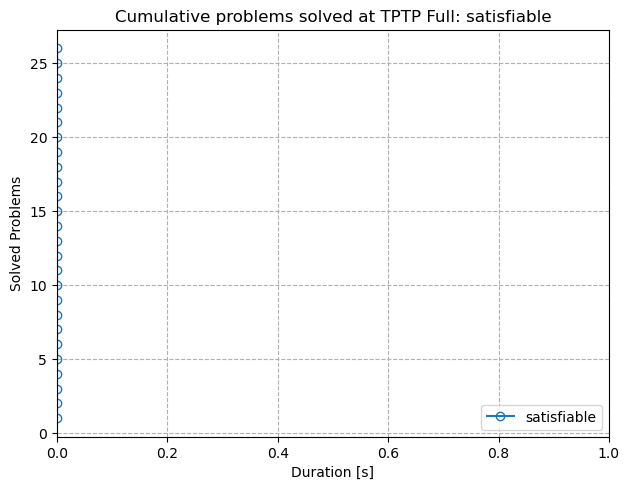 Cumulative problems solved at TPTP Full: satisfiable
Solved Problems
25
20
15
10
5
0
satisfiable
0.0 0.2 0.4 0.6 0.8 1.0
Duration [s]